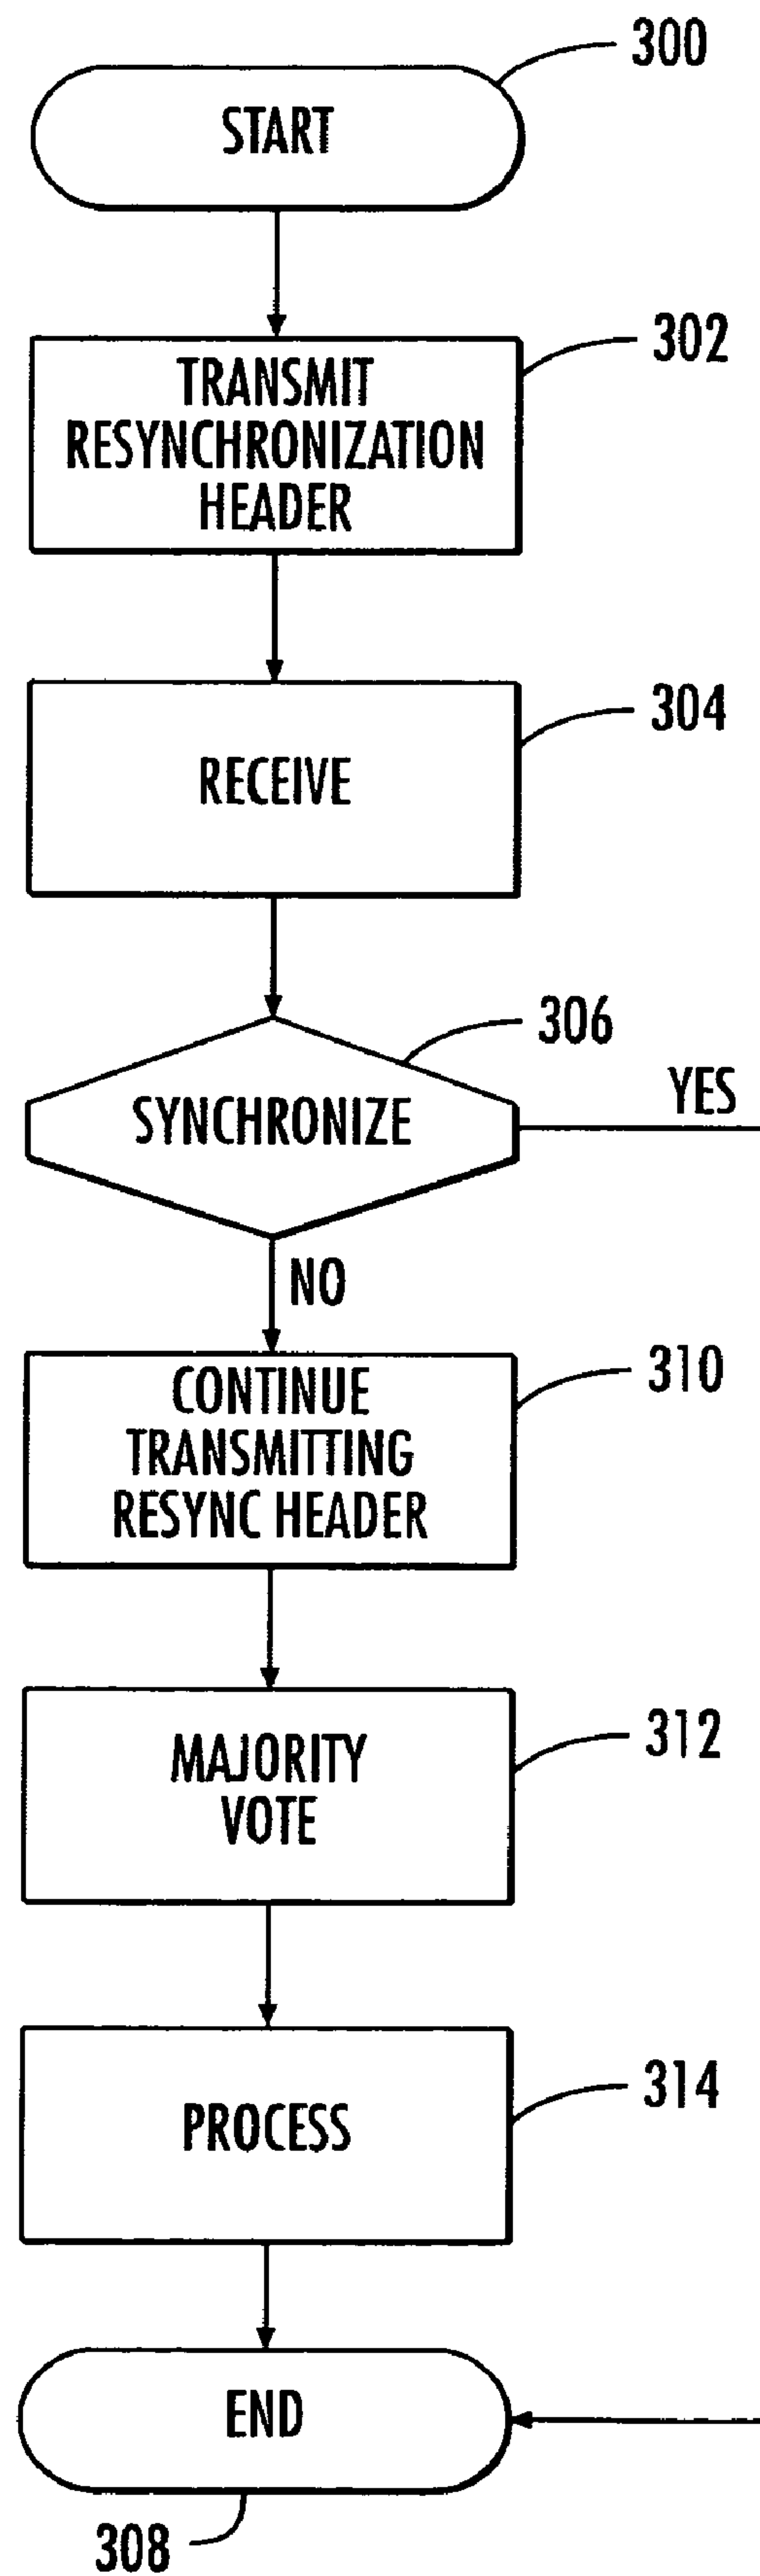 300
START
302
TRANSMIT
RESYNCHRONIZATION
HEADER
304
RECEIVE
306
SYNCHRONIZE
YES
NO
310
CONTINUE
TRANSMITTING
RESYNC HEADER
312
MAJORITY
VOTE
314
PROCESS
END
308